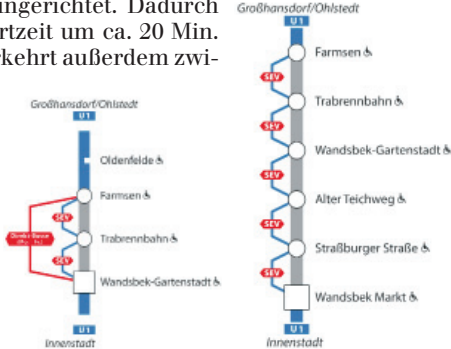 ngerichtet. Dadurch
rtzeit um ca. 20 Min.
kehrt außerdem zwi-
Großhansdorf/Ohlstedt
U1
Oldenfelde
Farmsen
SEV
Trabrennbahn
SEV
Wandsbek-Gartenstadt
U1
Innenstadt
Großhansdorf/Ohlstedt
U1
Farmsen
SEV
Trabrennbahn
SEV
Wandsbek-Gartenstadt
SEV
Alter Teichweg
SEV
Straßburger Straße
SEV
Wandsbek Markt
U1
Innenstadt